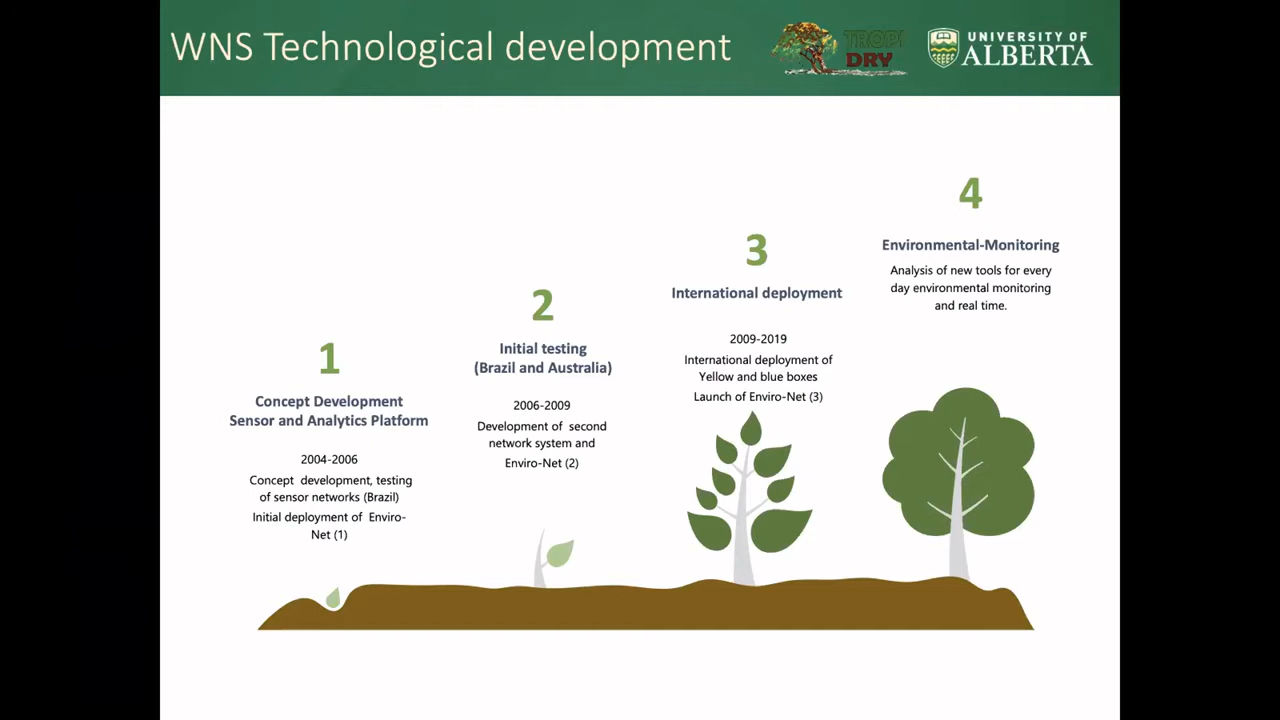 WNS Technological development
TROPI
DRY
UNIVERSITY OF
ALBERTA
1
Concept Development
Sensor and Analytics Platform
2004-2006
Concept development, testing
of sensor networks (Brazil)
Initial deployment of Enviro-
Net (1)
2
Initial testing
(Brazil and Australia)
2006-2009
Development of second
network system and
Enviro-Net (2)
3
International deployment
2009-2019
International deployment of
Yellow and blue boxes
Launch of Enviro-Net (3)
4
Environmental-Monitoring
Analysis of new tools for every
day environmental monitoring
and real time.